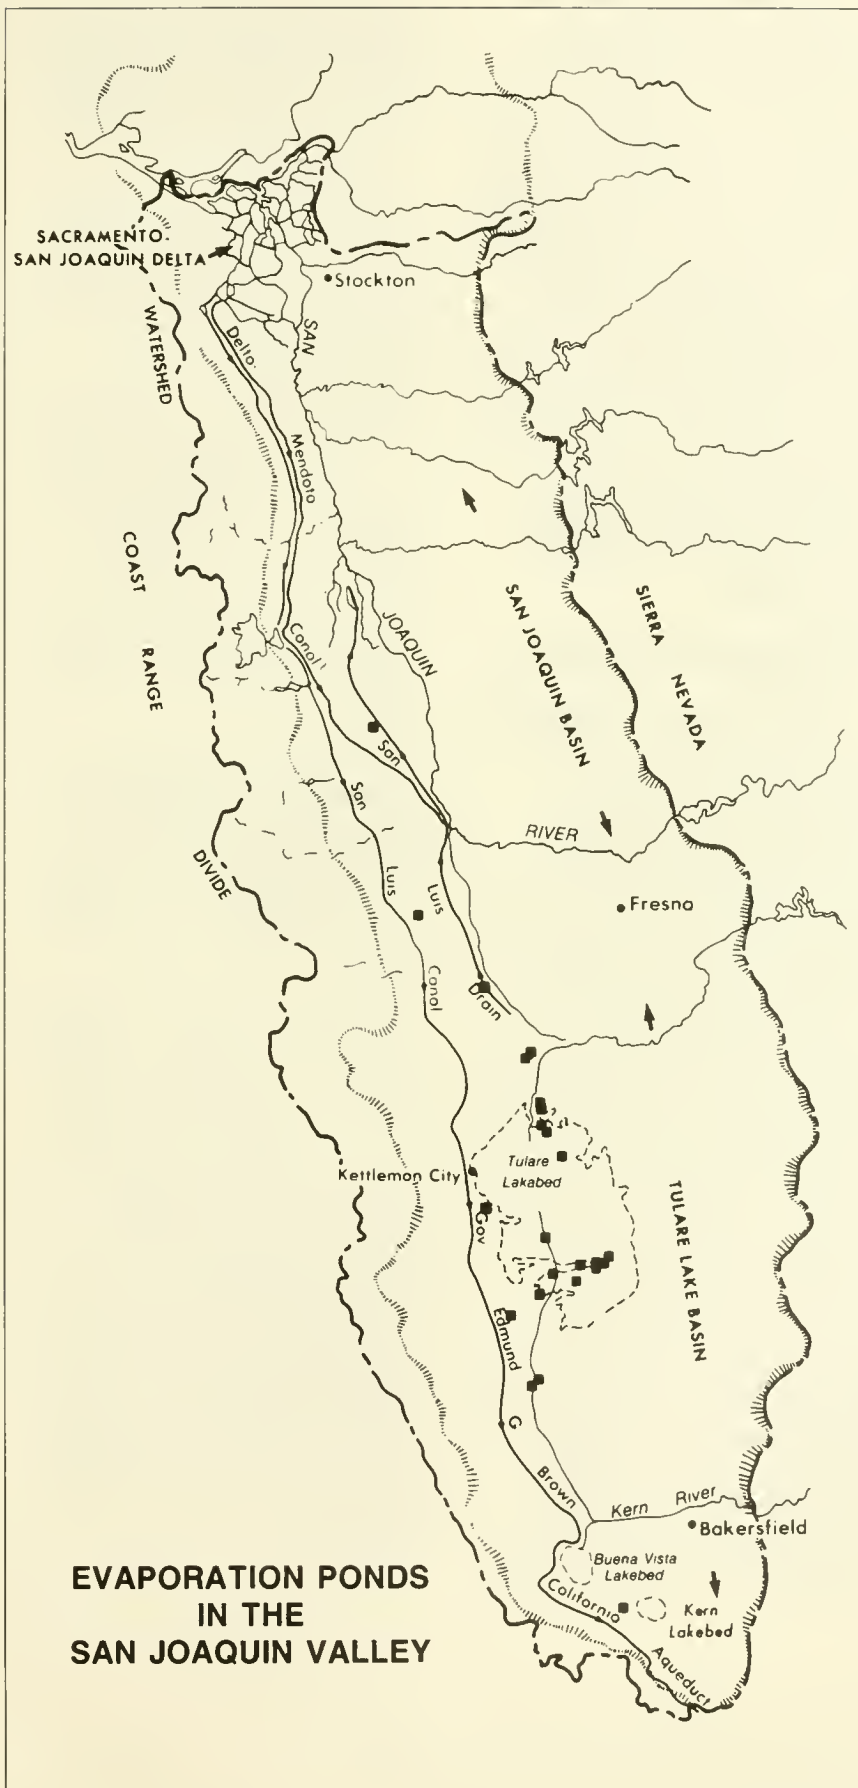 SACRAMENTO-
SAN JOAQUIN DELTA
Stockton
WATERSHED
Delta
SAN
Mendota
COAST
RANGE
Canal
JOAQUIN
SAN JOAQUIN BASIN
SIERRA
NEVADA
San
San
RIVER
DIVIDE
Luis
Luis
Fresno
Canal
Drain
Tulare
Lakebed
Kettleman City
Gov
TULARE LAKE BASIN
Edmund
G
Brown
Kern River
Bakersfield
Buena Vista
Lakebed
California
Kern
Lakebed
Aqueduct
EVAPORATION PONDS
IN THE
SAN JOAQUIN VALLEY